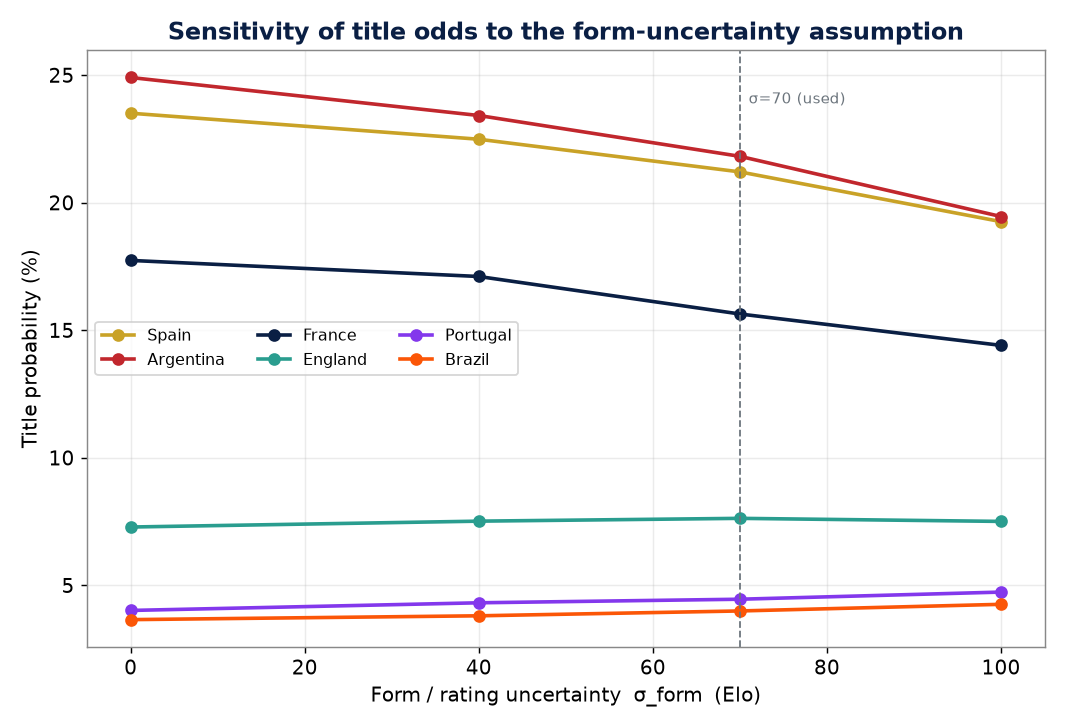 Sensitivity of title odds to the form-uncertainty assumption
σ=70 (used)
Title probability (%)
25
20
15
10
5
Spain France Portugal
Argentina England Brazil
0 20 40 60 80 100
Form / rating uncertainty σ_form (Elo)